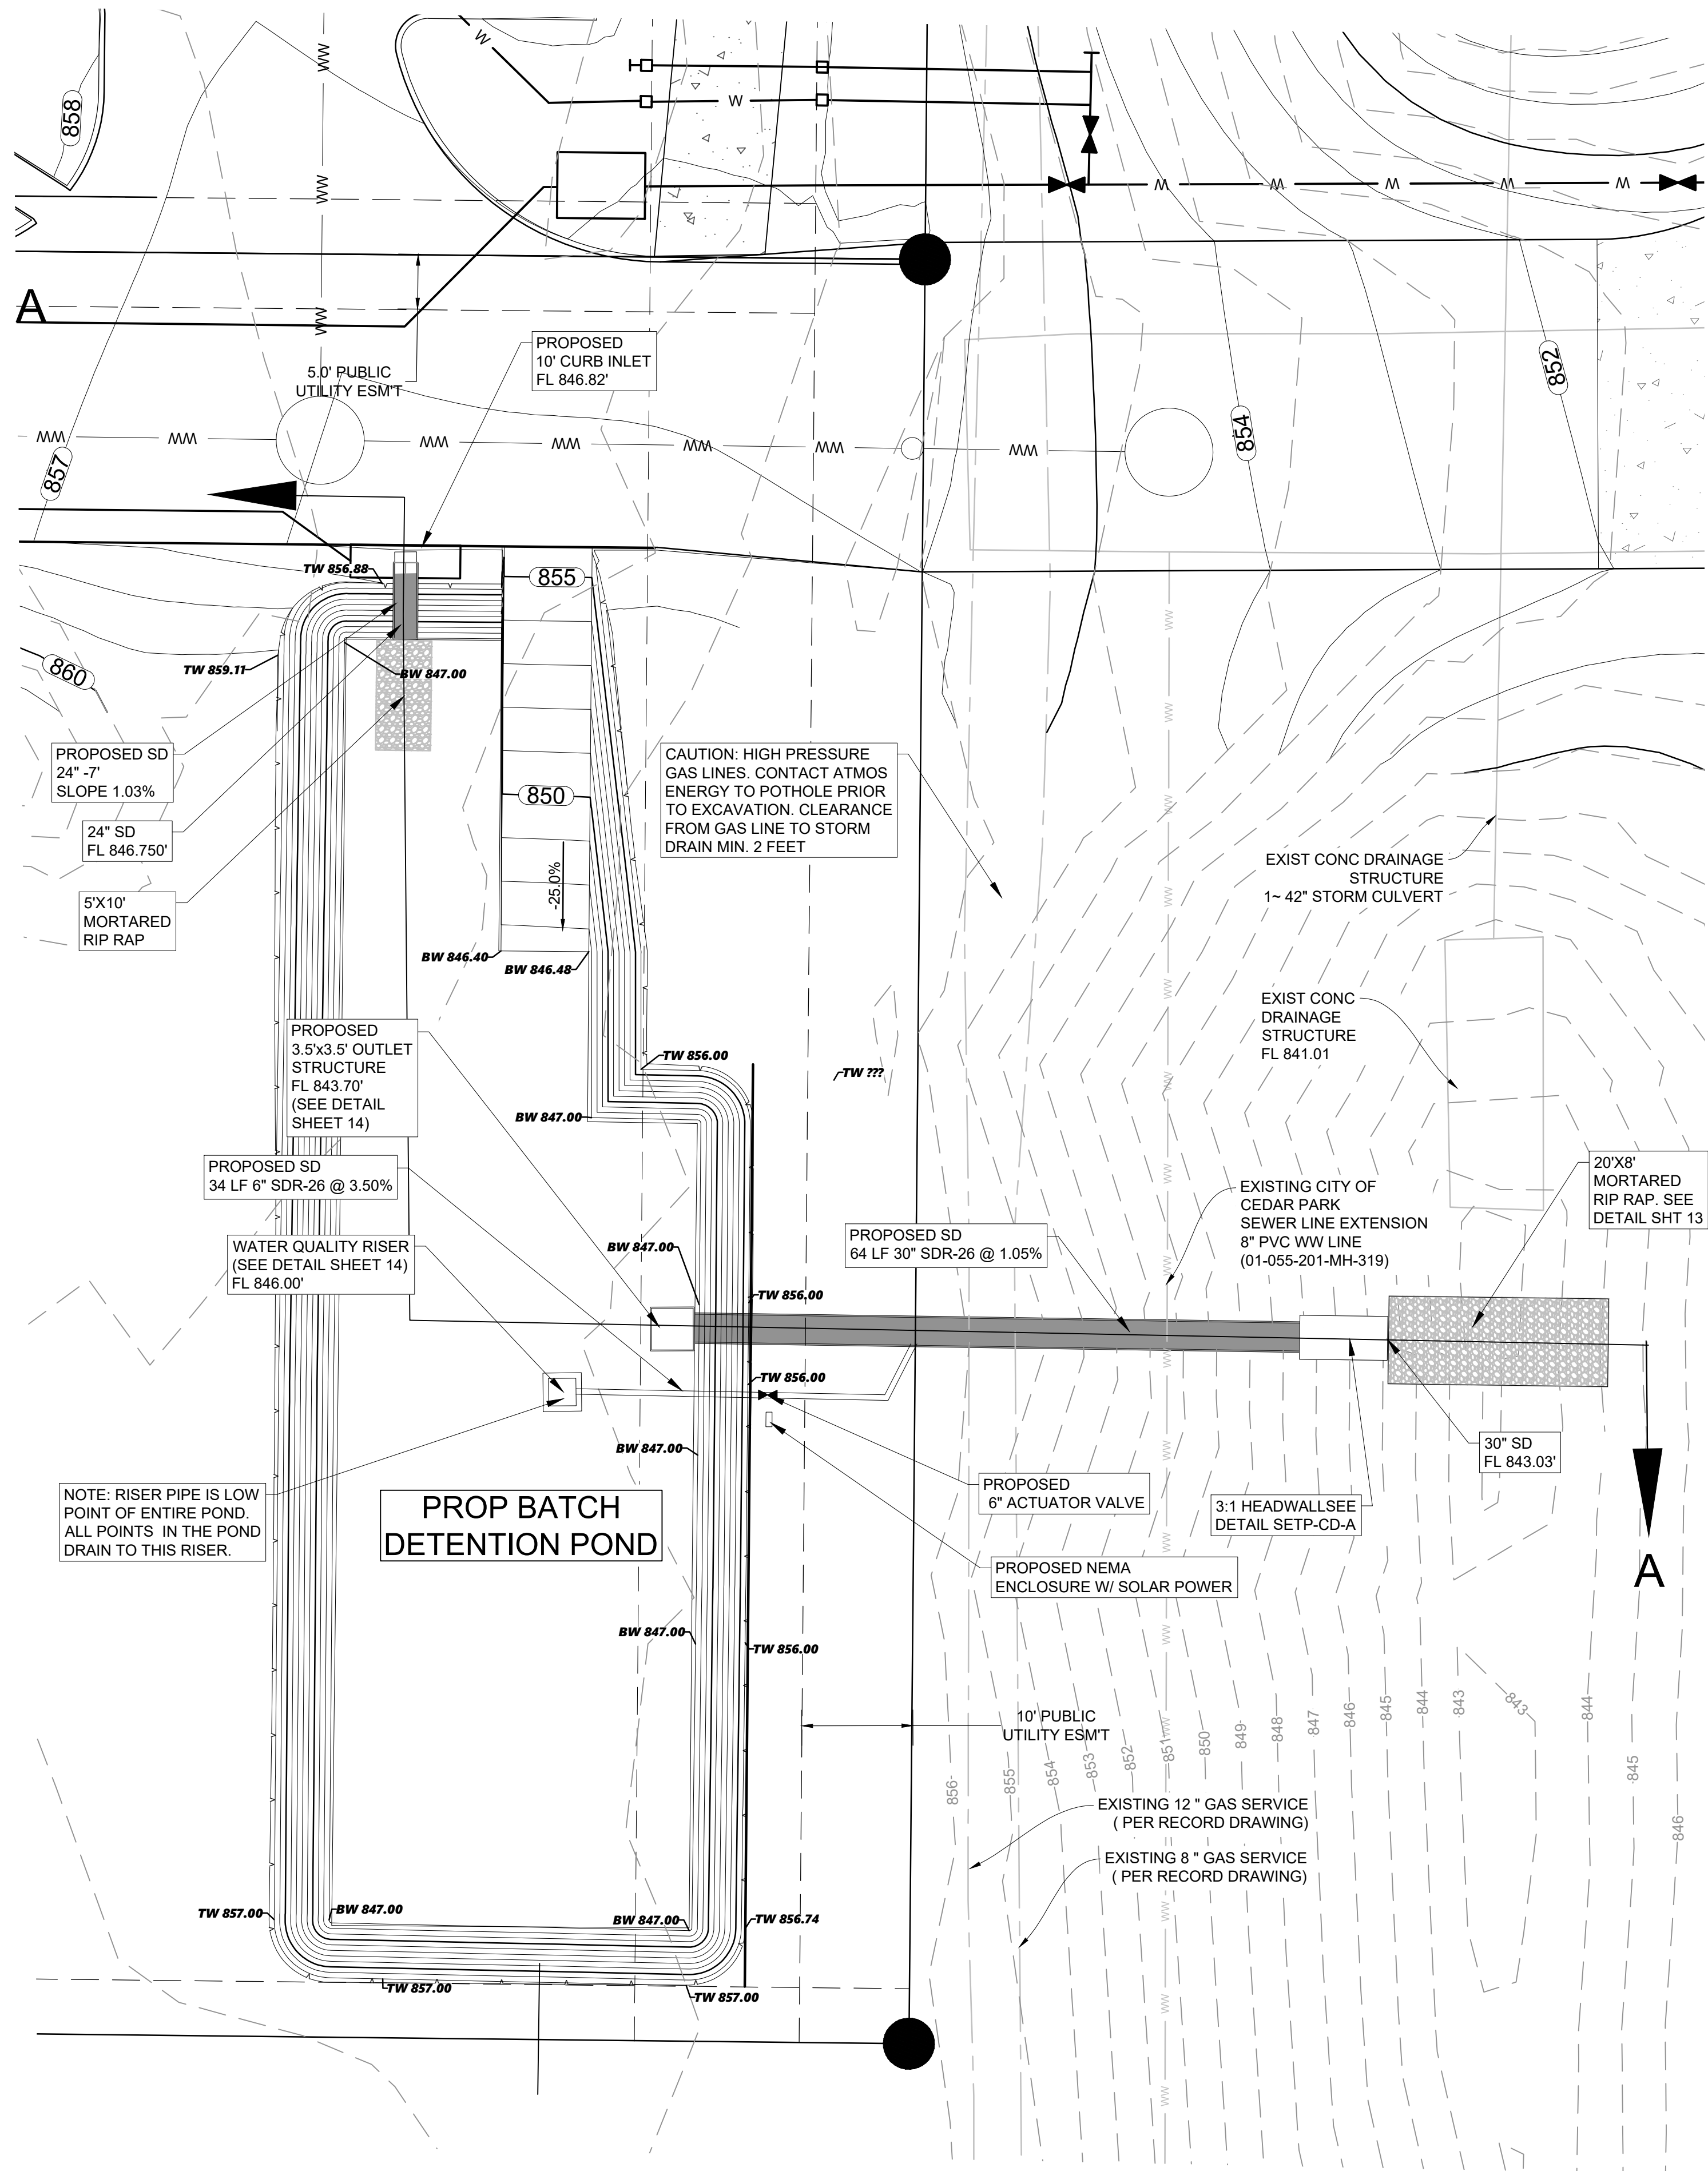 W
WW
858
W
WW
W
W
W
W
W
A
WW
PROPOSED
10' CURB INLET
FL 846.82'
5.0' PUBLIC
UTILITY ESM'T
852
854
WW
WW
WW
WW
WW
WW
WW
857
TW 856.88
855
TW 859.11
BW 847.00
860
PROPOSED SD
24" -7'
SLOPE 1.03%
CAUTION: HIGH PRESSURE
GAS LINES. CONTACT ATMOS
ENERGY TO POTHOLE PRIOR
TO EXCAVATION. CLEARANCE
FROM GAS LINE TO STORM
DRAIN MIN. 2 FEET
850
24" SD
FL 846.750'
-25.0%
EXIST CONC DRAINAGE
STRUCTURE
1~ 42" STORM CULVERT
5'X10'
MORTARED
RIP RAP
BW 846.40
BW 846.48
EXIST CONC
DRAINAGE
STRUCTURE
FL 841.01
PROPOSED
3.5'x3.5' OUTLET
STRUCTURE
FL 843.70'
(SEE DETAIL
SHEET 14)
TW 856.00
TW ???
BW 847.00
PROPOSED SD
34 LF 6" SDR-26 @ 3.50%
20'X8'
MORTARED
RIP RAP. SEE
DETAIL SHT 13
EXISTING CITY OF
CEDAR PARK
SEWER LINE EXTENSION
8" PVC WW LINE
(01-055-201-MH-319)
PROPOSED SD
64 LF 30" SDR-26 @ 1.05%
WATER QUALITY RISER
(SEE DETAIL SHEET 14)
FL 846.00'
BW 847.00
TW 856.00
TW 856.00
BW 847.00
30" SD
FL 843.03'
PROPOSED
6" ACTUATOR VALVE
3:1 HEADWALLSEE
DETAIL SETP-CD-A
NOTE: RISER PIPE IS LOW
POINT OF ENTIRE POND.
ALL POINTS IN THE POND
DRAIN TO THIS RISER.
PROP BATCH
DETENTION POND
PROPOSED NEMA
ENCLOSURE W/ SOLAR POWER
A
BW 847.00
TW 856.00
10' PUBLIC
UTILITY ESM'T
856
855
854
853
852
851
850
849
848
847
846
845
844
843
843
844
845
846
EXISTING 12 " GAS SERVICE
( PER RECORD DRAWING)
EXISTING 8 " GAS SERVICE
( PER RECORD DRAWING)
TW 857.00
BW 847.00
BW 847.00
TW 856.74
TW 857.00
TW 857.00